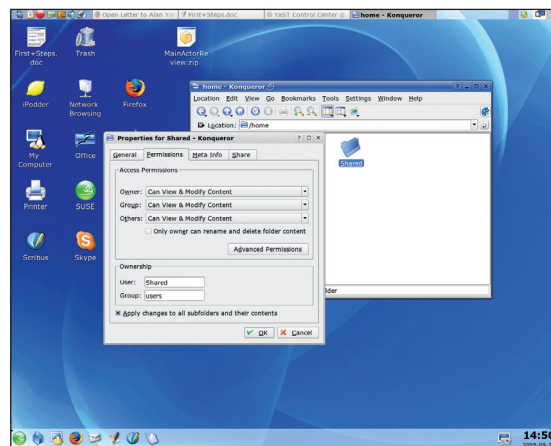 Open Letter to Alan Yo
First+Steps.doc
YaST Control Center
home - Konqueror
First+Steps.
doc
Trash
MainActorRe
view.zip
iPodder
Network
Browsing
Firefox
My
Computer
Office
Printer
SUSE
Scribus
Skype
home - Konqueror
Location Edit View Go Bookmarks Tools Settings Window Help
Location: /home
Shared
lder
Properties for Shared - Konqueror
General Permissions Meta Info Share
Access Permissions
Owner: Can View & Modify Content
Group: Can View & Modify Content
Others: Can View & Modify Content
Only owner can rename and delete folder content
Advanced Permissions
Ownership
User: Shared
Group: users
Apply changes to all subfolders and their contents
OK Cancel
14:50